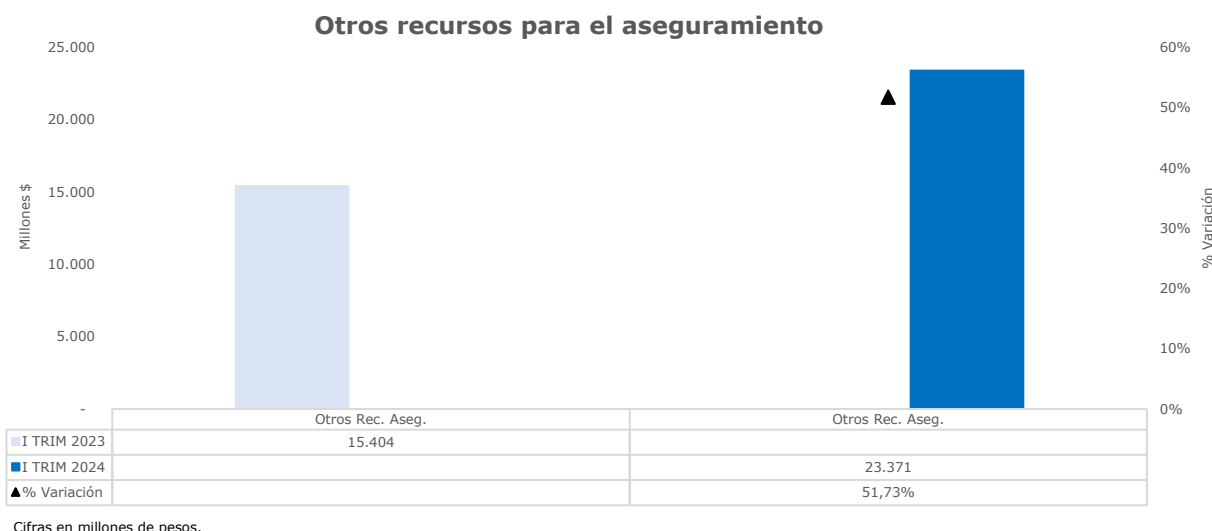 Otros recursos para el aseguramiento
Millones $
25.000
20.000
15.000
10.000
5.000
-
60%
50%
40%
30%
20%
10%
0%
% Variación
Otros Rec. Aseg. Otros Rec. Aseg.
I TRIM 2023 15.404
I TRIM 2024 23.371
% Variación 51,73%
Cifras en millones de pesos.